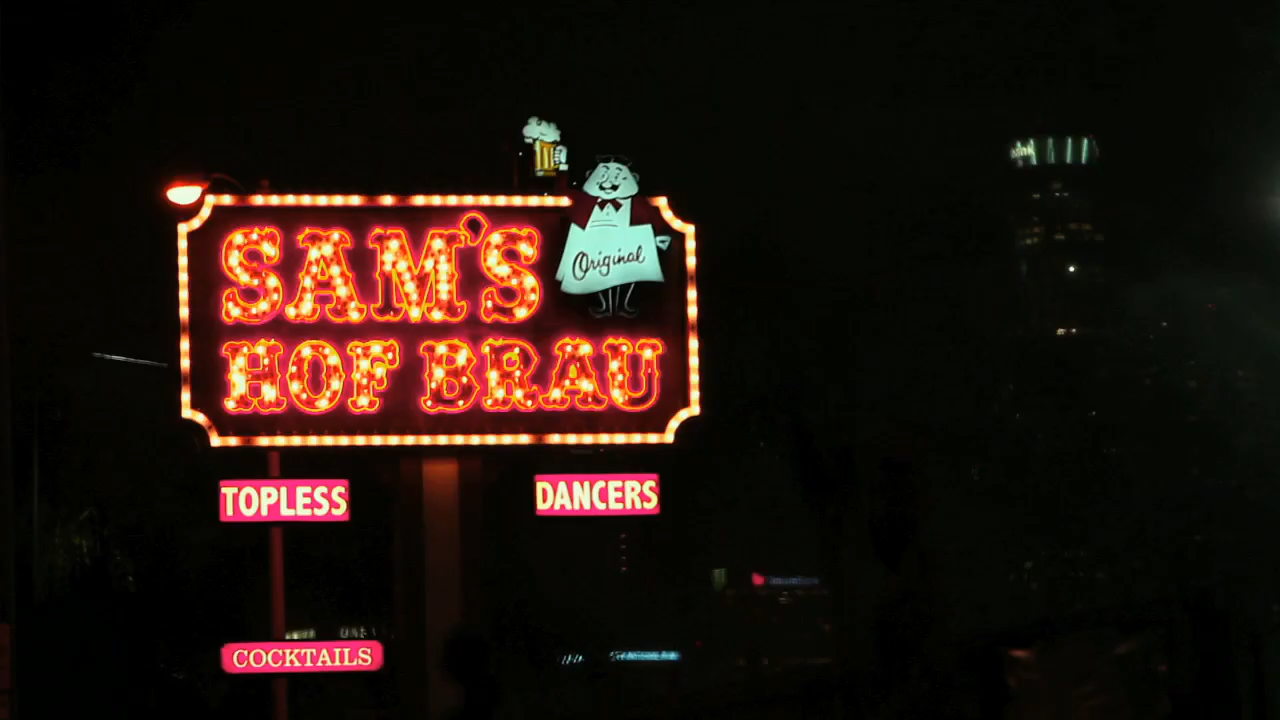 SAM'S
Original
HOF BRAU
TOPLESS
DANCERS
COCKTAILS